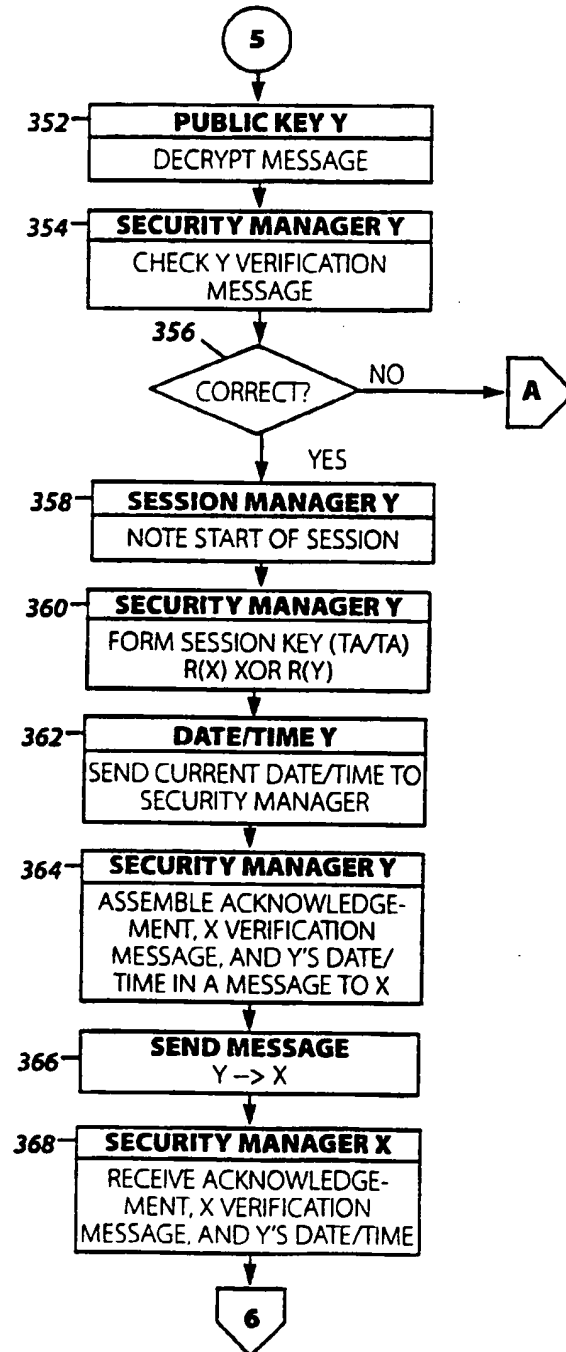 5
352
PUBLIC KEY Y
DECRYPT MESSAGE
354
SECURITY MANAGER Y
CHECK Y VERIFICATION
MESSAGE
356
CORRECT?
NO
A
YES
358
SESSION MANAGER Y
NOTE START OF SESSION
360
SECURITY MANAGER Y
FORM SESSION KEY (TA/TA)
R(X) XOR R(Y)
362
DATE/TIME Y
SEND CURRENT DATE/TIME TO
SECURITY MANAGER
364
SECURITY MANAGER Y
ASSEMBLE ACKNOWLEDGE-
MENT, X VERIFICATION
MESSAGE, AND Y'S DATE/
TIME IN A MESSAGE TO X
366
SEND MESSAGE
Y –> X
368
SECURITY MANAGER X
RECEIVE ACKNOWLEDGE-
MENT, X VERIFICATION
MESSAGE, AND Y'S DATE/TIME
6